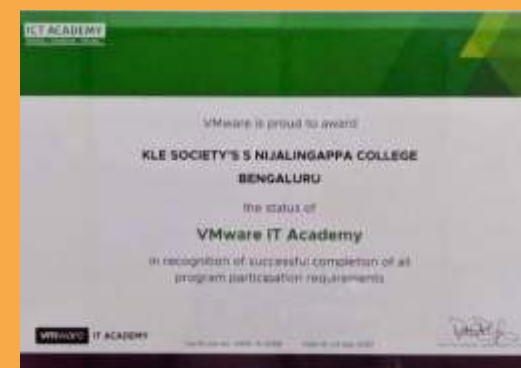 ICT ACADEMY
VMware is proud to award
KLE SOCIETY'S S NIJALINGAPPA COLLEGE
BENGALURU
the status of
VMware IT Academy
in recognition of successful completion of all
program participation requirements
vmware IT ACADEMY